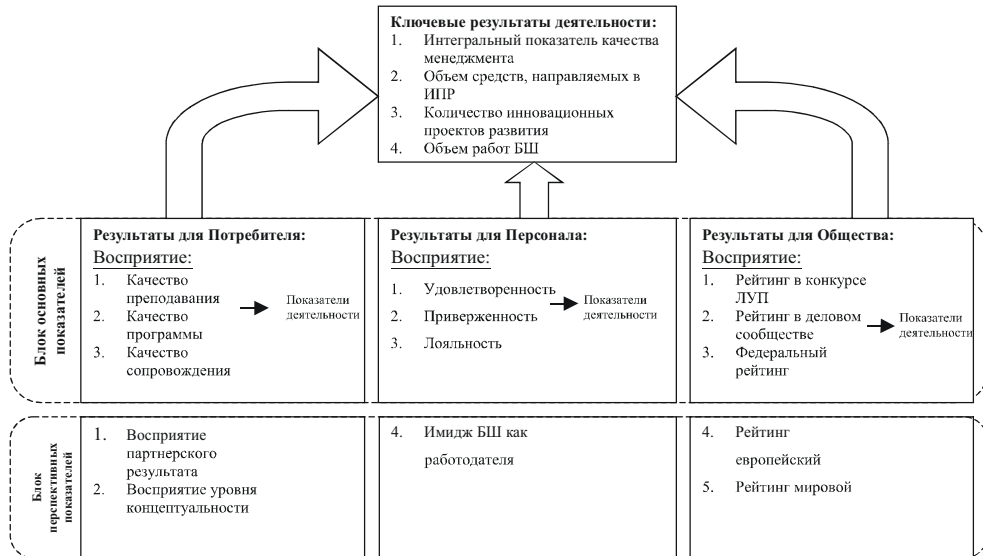 Ключевые результаты деятельности:
1. Интегральный показатель качества
менеджмента
2. Объем средств, направляемых в
ИПР
3. Количество инновационных
проектов развития
4. Объем работ БШ
Блок основных
показателей
Результаты для Потребителя:
Восприятие:
1. Качество
преподавания
2. Качество
программы
3. Качество
сопровождения
Показатели
деятельности
Результаты для Персонала:
Восприятие:
1. Удовлетворенность
2. Приверженность
3. Лояльность
Показатели
деятельности
Результаты для Общества:
Восприятие:
1. Рейтинг в конкурсе
ЛУП
2. Рейтинг в деловом
сообществе
3. Федеральный
рейтинг
Показатели
деятельности
Блок
перспективных
показателей
1. Восприятие
партнерского
результата
2. Восприятие уровня
концептуальности
4. Имидж БШ как
работодателя
4. Рейтинг
европейский
5. Рейтинг мировой